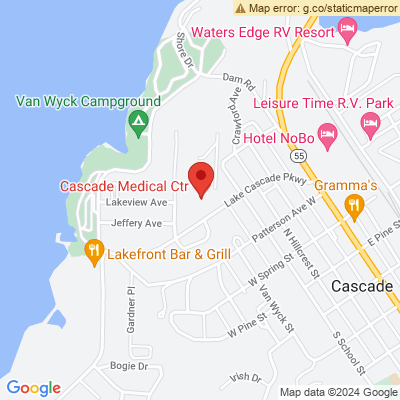 Map error: g.co/staticmaperror
Waters Edge RV Resort
Shore Dr
Dam Rd
Van Wyck Campground
Leisure Time R.V. Park
Crawford Ave
Hotel NoBo
55
Cascade Medical Ctr
Lake Cascade Pkwy
Gramma's
Lakeview Ave
Jeffery Ave
Patterson Ave W
E Pine St
Lakefront Bar & Grill
N Hillcrest St
W Spring St
Cascade
Gardner Pl
Van Wyck St
W Pine St
S School St
Bogie Dr
Irish Dr
Google
Map data ©2024 Google